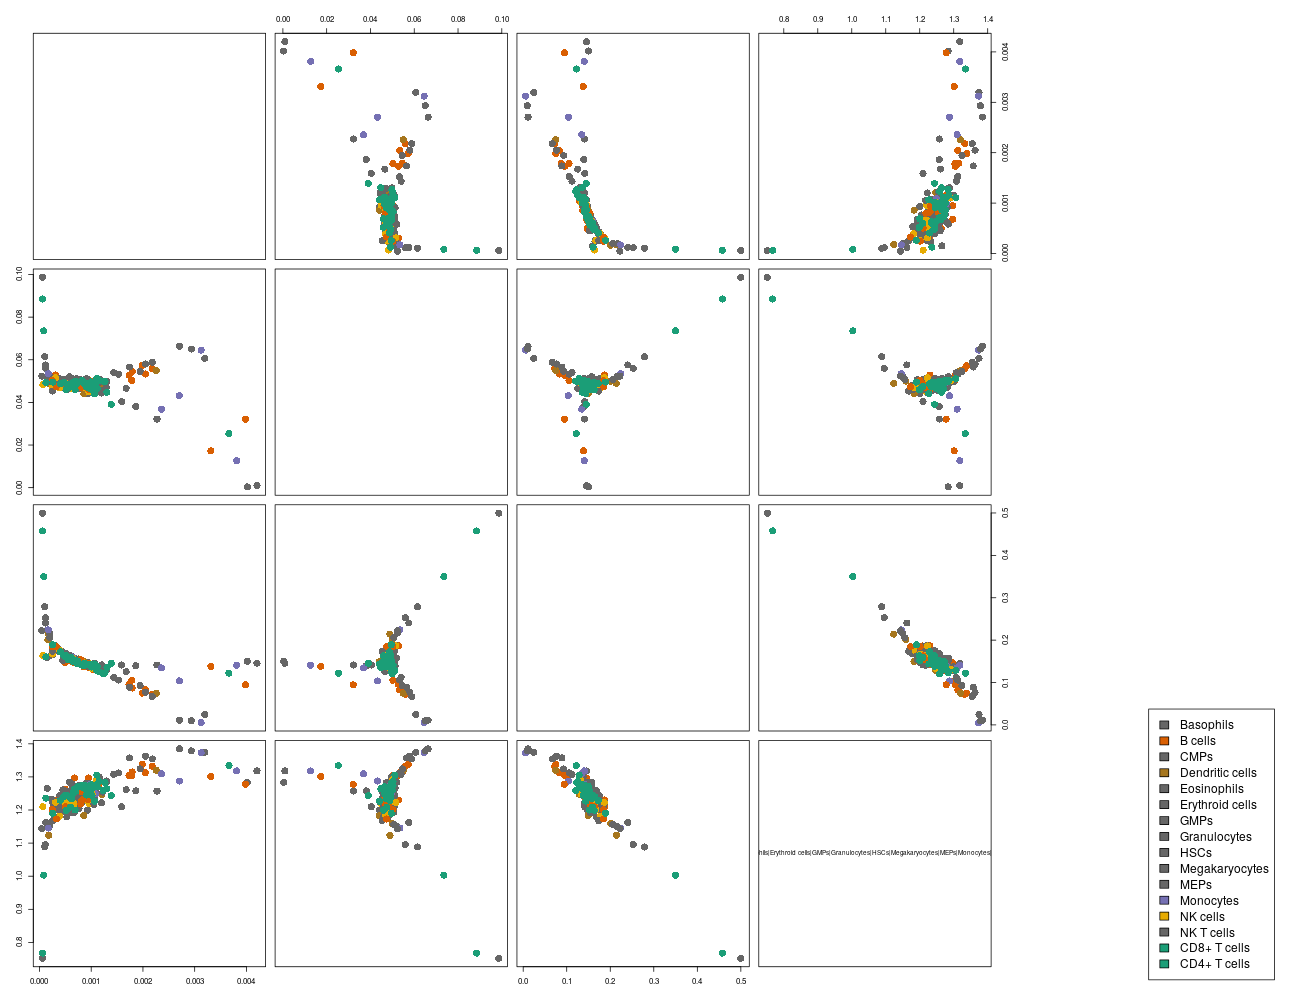 0.00 0.02 0.04 0.06 0.08 0.10
0.8 0.9 1.0 1.1 1.2 1.3 1.4
0.004
0.003
0.002
0.001
0.000
0.10
0.08
0.06
0.04
0.02
0.00
0.5
0.4
0.3
0.2
0.1
0.0
1.4
1.3
1.2
1.1
1.0
0.9
0.8
hils|Erythroid cells|GMPs|Granulocytes|HSCs|Megakaryocytes|MEPs|Monocytes|
0.000 0.001 0.002 0.003 0.004
0.0 0.1 0.2 0.3 0.4 0.5
Basophils
B cells
CMPs
Dendritic cells
Eosinophils
Erythroid cells
GMPs
Granulocytes
HSCs
Megakaryocytes
MEPs
Monocytes
NK cells
NK T cells
CD8+ T cells
CD4+ T cells